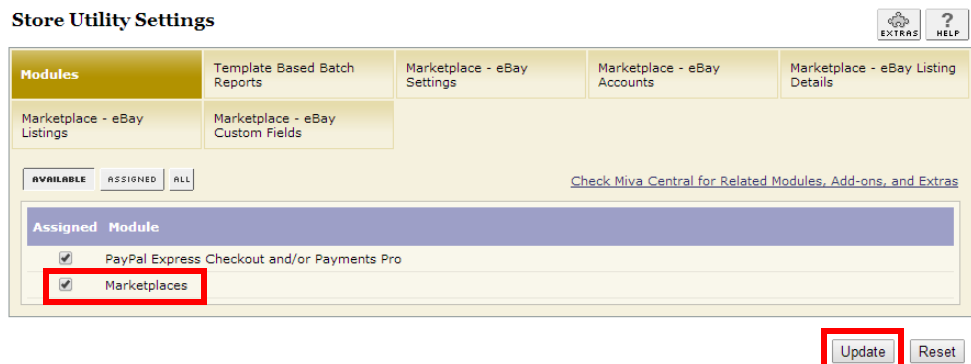 Store Utility Settings
EXTRAS
?
HELP
Modules
Template Based Batch
Reports
Marketplace - eBay
Settings
Marketplace - eBay
Accounts
Marketplace - eBay Listing
Details
Marketplace - eBay
Listings
Marketplace - eBay
Custom Fields
AVAILABLE
ASSIGNED
ALL
Check Miva Central for Related Modules, Add-ons, and Extras
Assigned Module
PayPal Express Checkout and/or Payments Pro
Marketplaces
Update
Reset